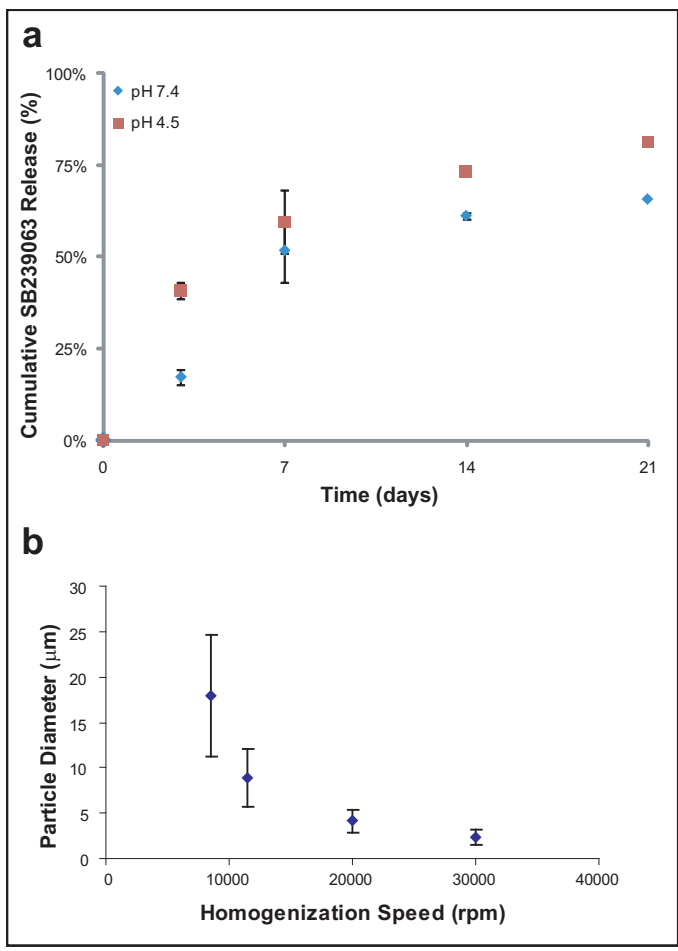 a
100%
pH 7.4
pH 4.5
75%
50%
25%
0%
0 7 14 21
Cumulative SB239063 Release (%)
Time (days)
b
30
25
20
15
10
5
0
0 10000 20000 30000 40000
Particle Diameter (μm)
Homogenization Speed (rpm)